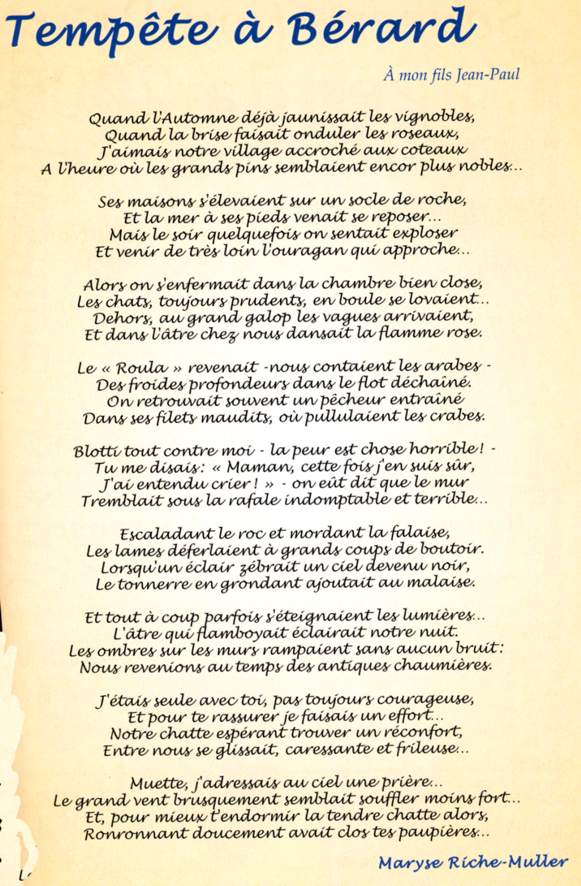 Tempête à Bérard
À mon fils Jean-Paul
Quand l'Automne déjà jaunissait les vignobles,
Quand la brise faisait onduler les roseaux,
J'aimais notre village accroché aux coteaux
A l'heure où les grands pins semblaient encor plus nobles...
Ses maisons s'élevaient sur un socle de roche,
Et la mer à ses pieds venait se reposer...
Mais le soir quelquefois on sentait exploser
Et venir de très loin l'ouragan qui approche...
Alors on s'enfermait dans la chambre bien close,
Les chats, toujours prudents, en boule se lovaient...
Dehors, au grand galop les vagues arrivaient,
Et dans l'âtre chez nous dansait la flamme rose.
Le « Roula » revenait -nous contaient les arabes -
Des froides profondeurs dans le flot déchaîné.
On retrouvait souvent un pêcheur entraîné
Dans ses filets maudits, où pullulaient les crabes.
Blotti tout contre moi - la peur est chose horrible ! -
Tu me disais : « Maman, cette fois j'en suis sûr,
J'ai entendu crier ! » - on eût dit que le mur
Tremblait sous la rafale indomptable et terrible...
Escaladant le roc et mordant la falaise,
Les lames déferlaient à grands coups de boutoir.
Lorsqu'un éclair zébrait un ciel devenu noir,
Le tonnerre en grondant ajoutait au malaise.
Et tout à coup parfois s'éteignaient les lumières...
L'âtre qui flamboyait éclairait notre nuit.
Les ombres sur les murs rampaient sans aucun bruit :
Nous revenions au temps des antiques chaumières.
J'étais seule avec toi, pas toujours courageuse,
Et pour te rassurer je faisais un effort...
Notre chatte espérant trouver un réconfort,
Entre nous se glissait, caressante et frileuse...
Muette, j'adressais au ciel une prière...
Le grand vent brusquement semblait souffler moins fort...
Et, pour mieux t'endormir la tendre chatte alors,
Ronronnant doucement avait clos tes paupières...
Maryse Riche-Muller